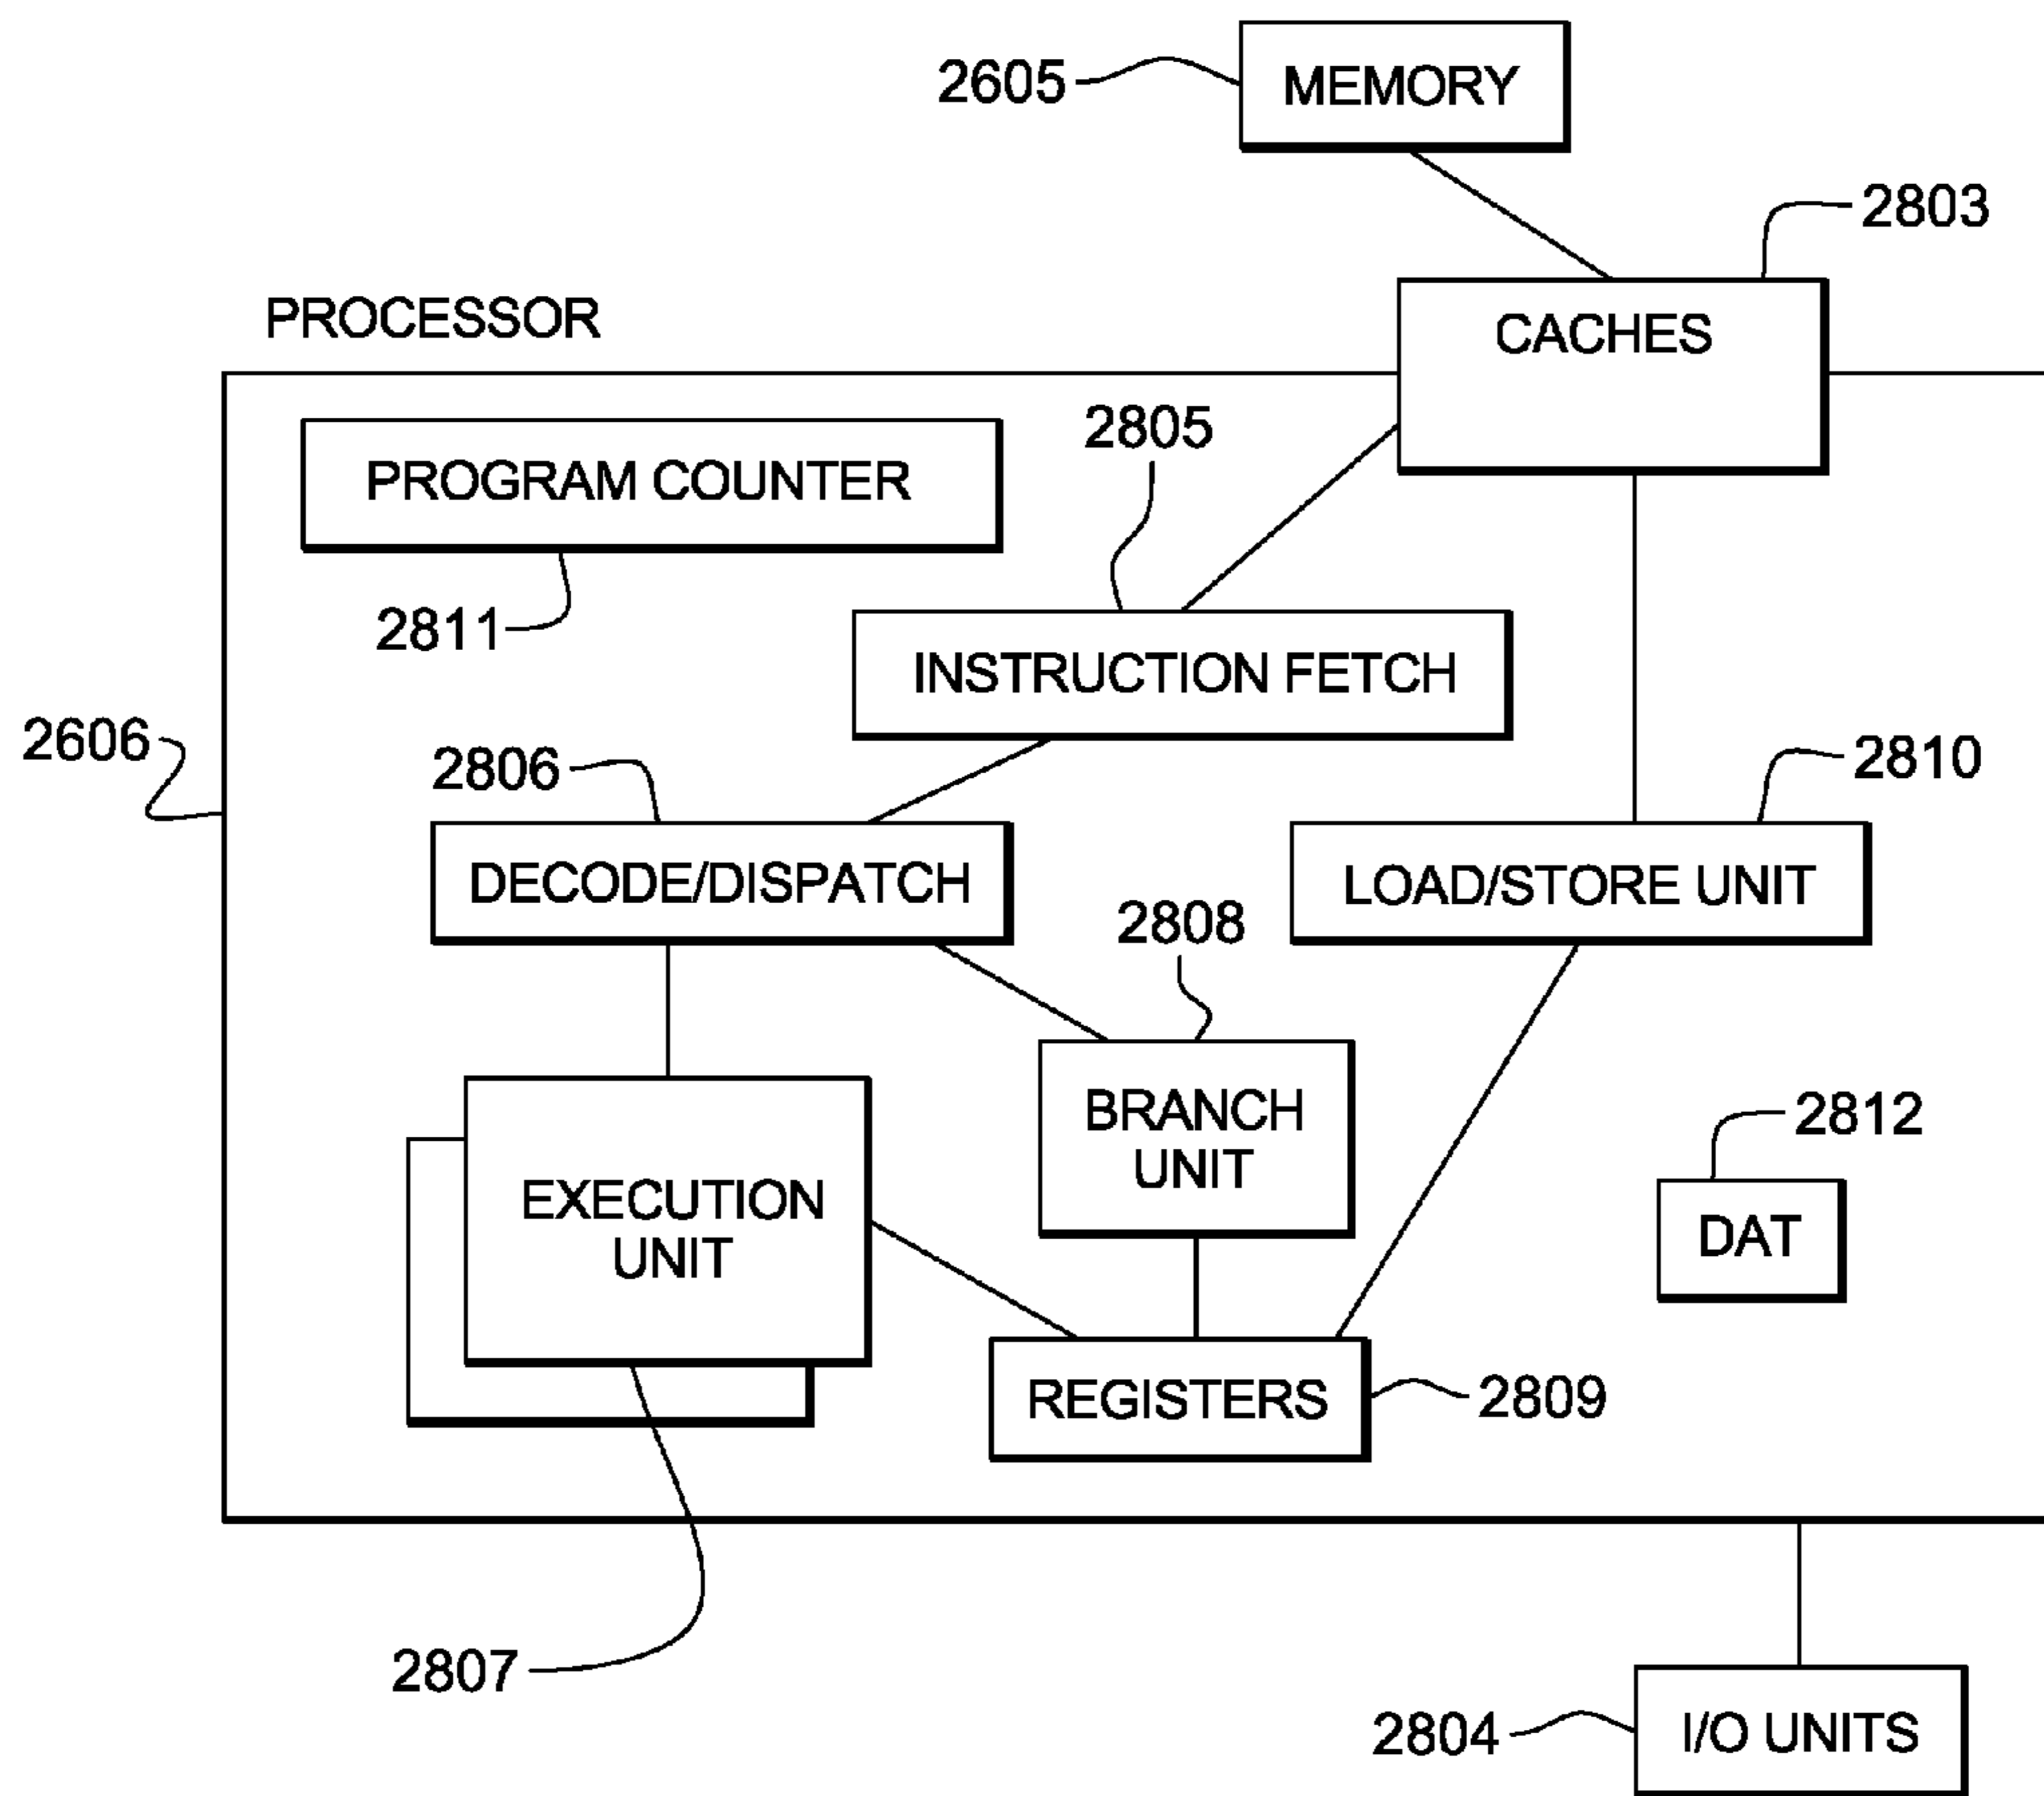 MEMORY
2605
2803
CACHES
PROCESSOR
2805
PROGRAM COUNTER
2811
INSTRUCTION FETCH
2606
2806
2810
DECODE/DISPATCH
LOAD/STORE UNIT
2808
BRANCH
UNIT
2812
EXECUTION
UNIT
DAT
REGISTERS
2809
2807
2804
I/O UNITS